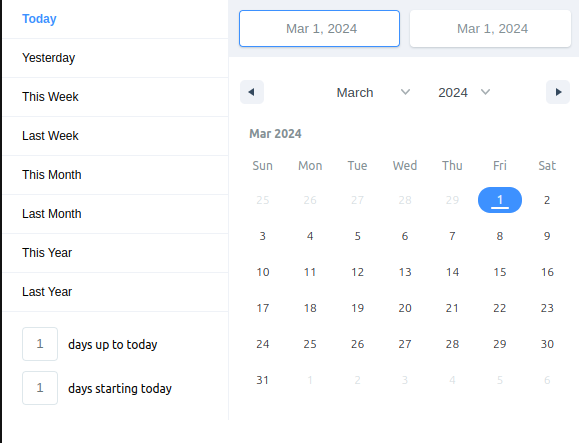 Today
Yesterday
This Week
Last Week
This Month
Last Month
This Year
Last Year
1 days up to today
1 days starting today
Mar 1, 2024 Mar 1, 2024
March 2024
Mar 2024
Sun Mon Tue Wed Thu Fri Sat
25 26 27 28 29 1 2
3 4 5 6 7 8 9
10 11 12 13 14 15 16
17 18 19 20 21 22 23
24 25 26 27 28 29 30
31 1 2 3 4 5 6